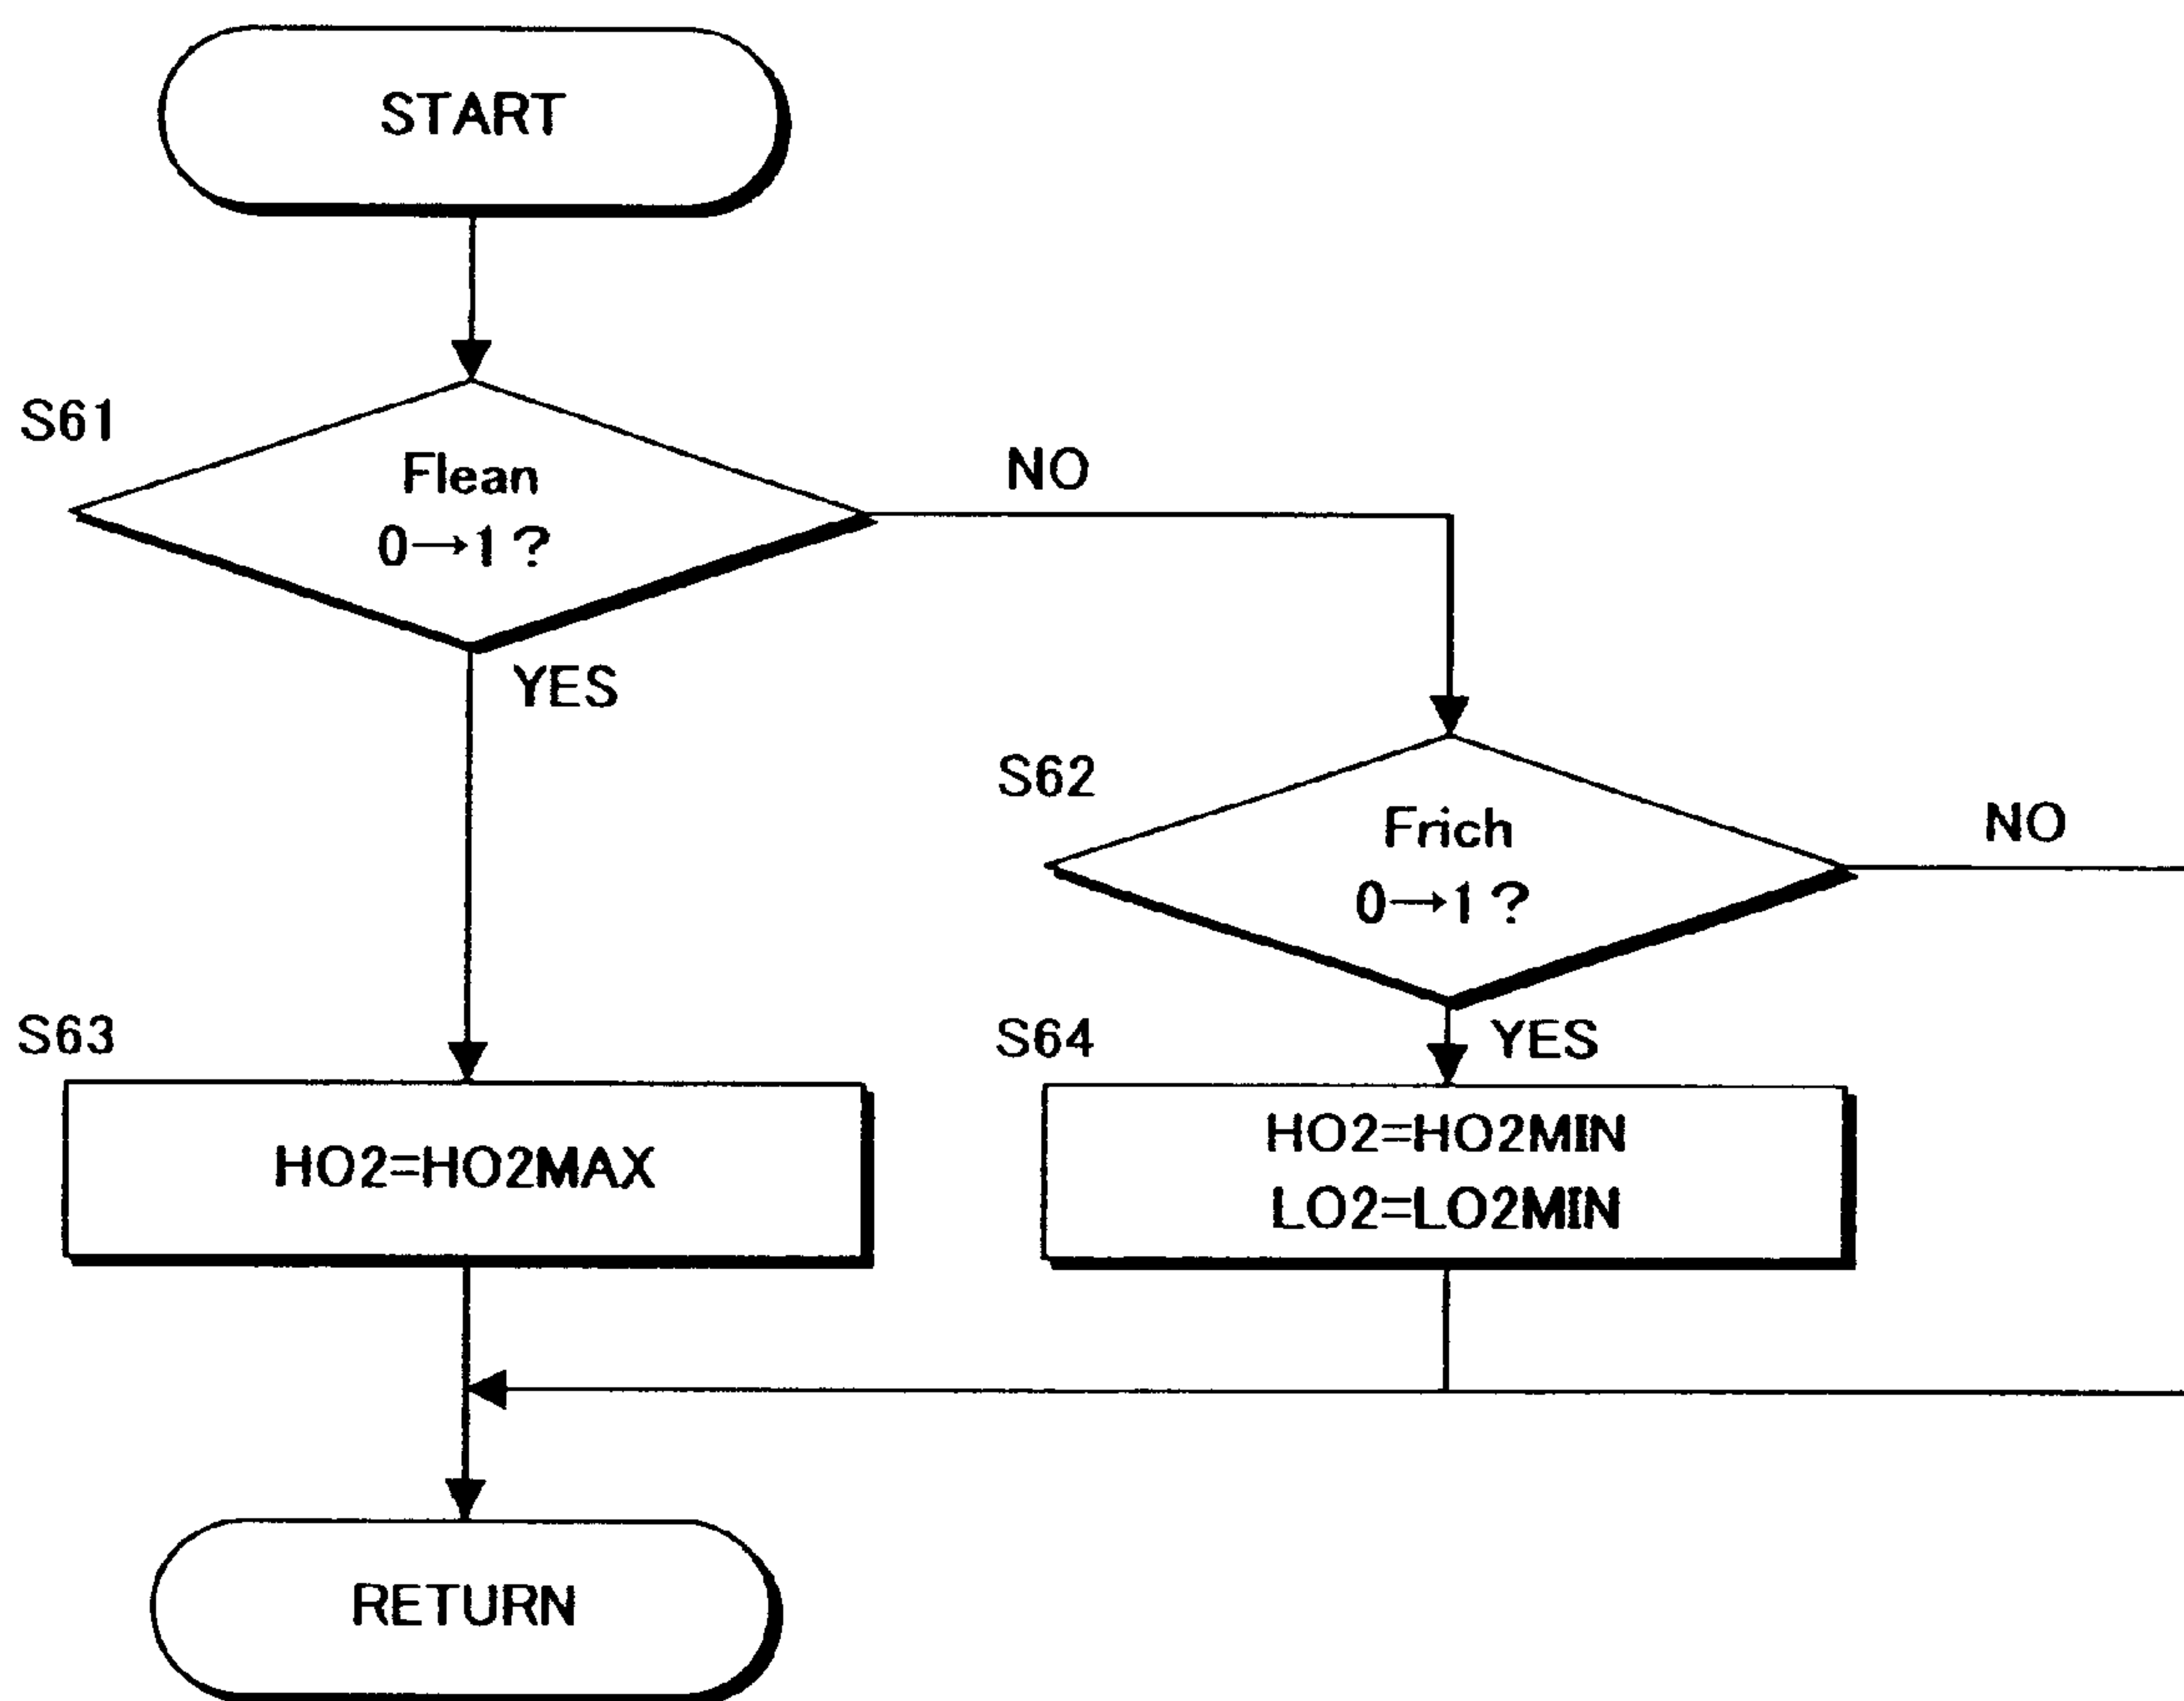 START
S61
Flean
0→1?
NO
YES
S62
Frich
0→1?
NO
YES
S63
HO2=HO2MAX
S64
HO2=HO2MIN
LO2=LO2MIN
RETURN